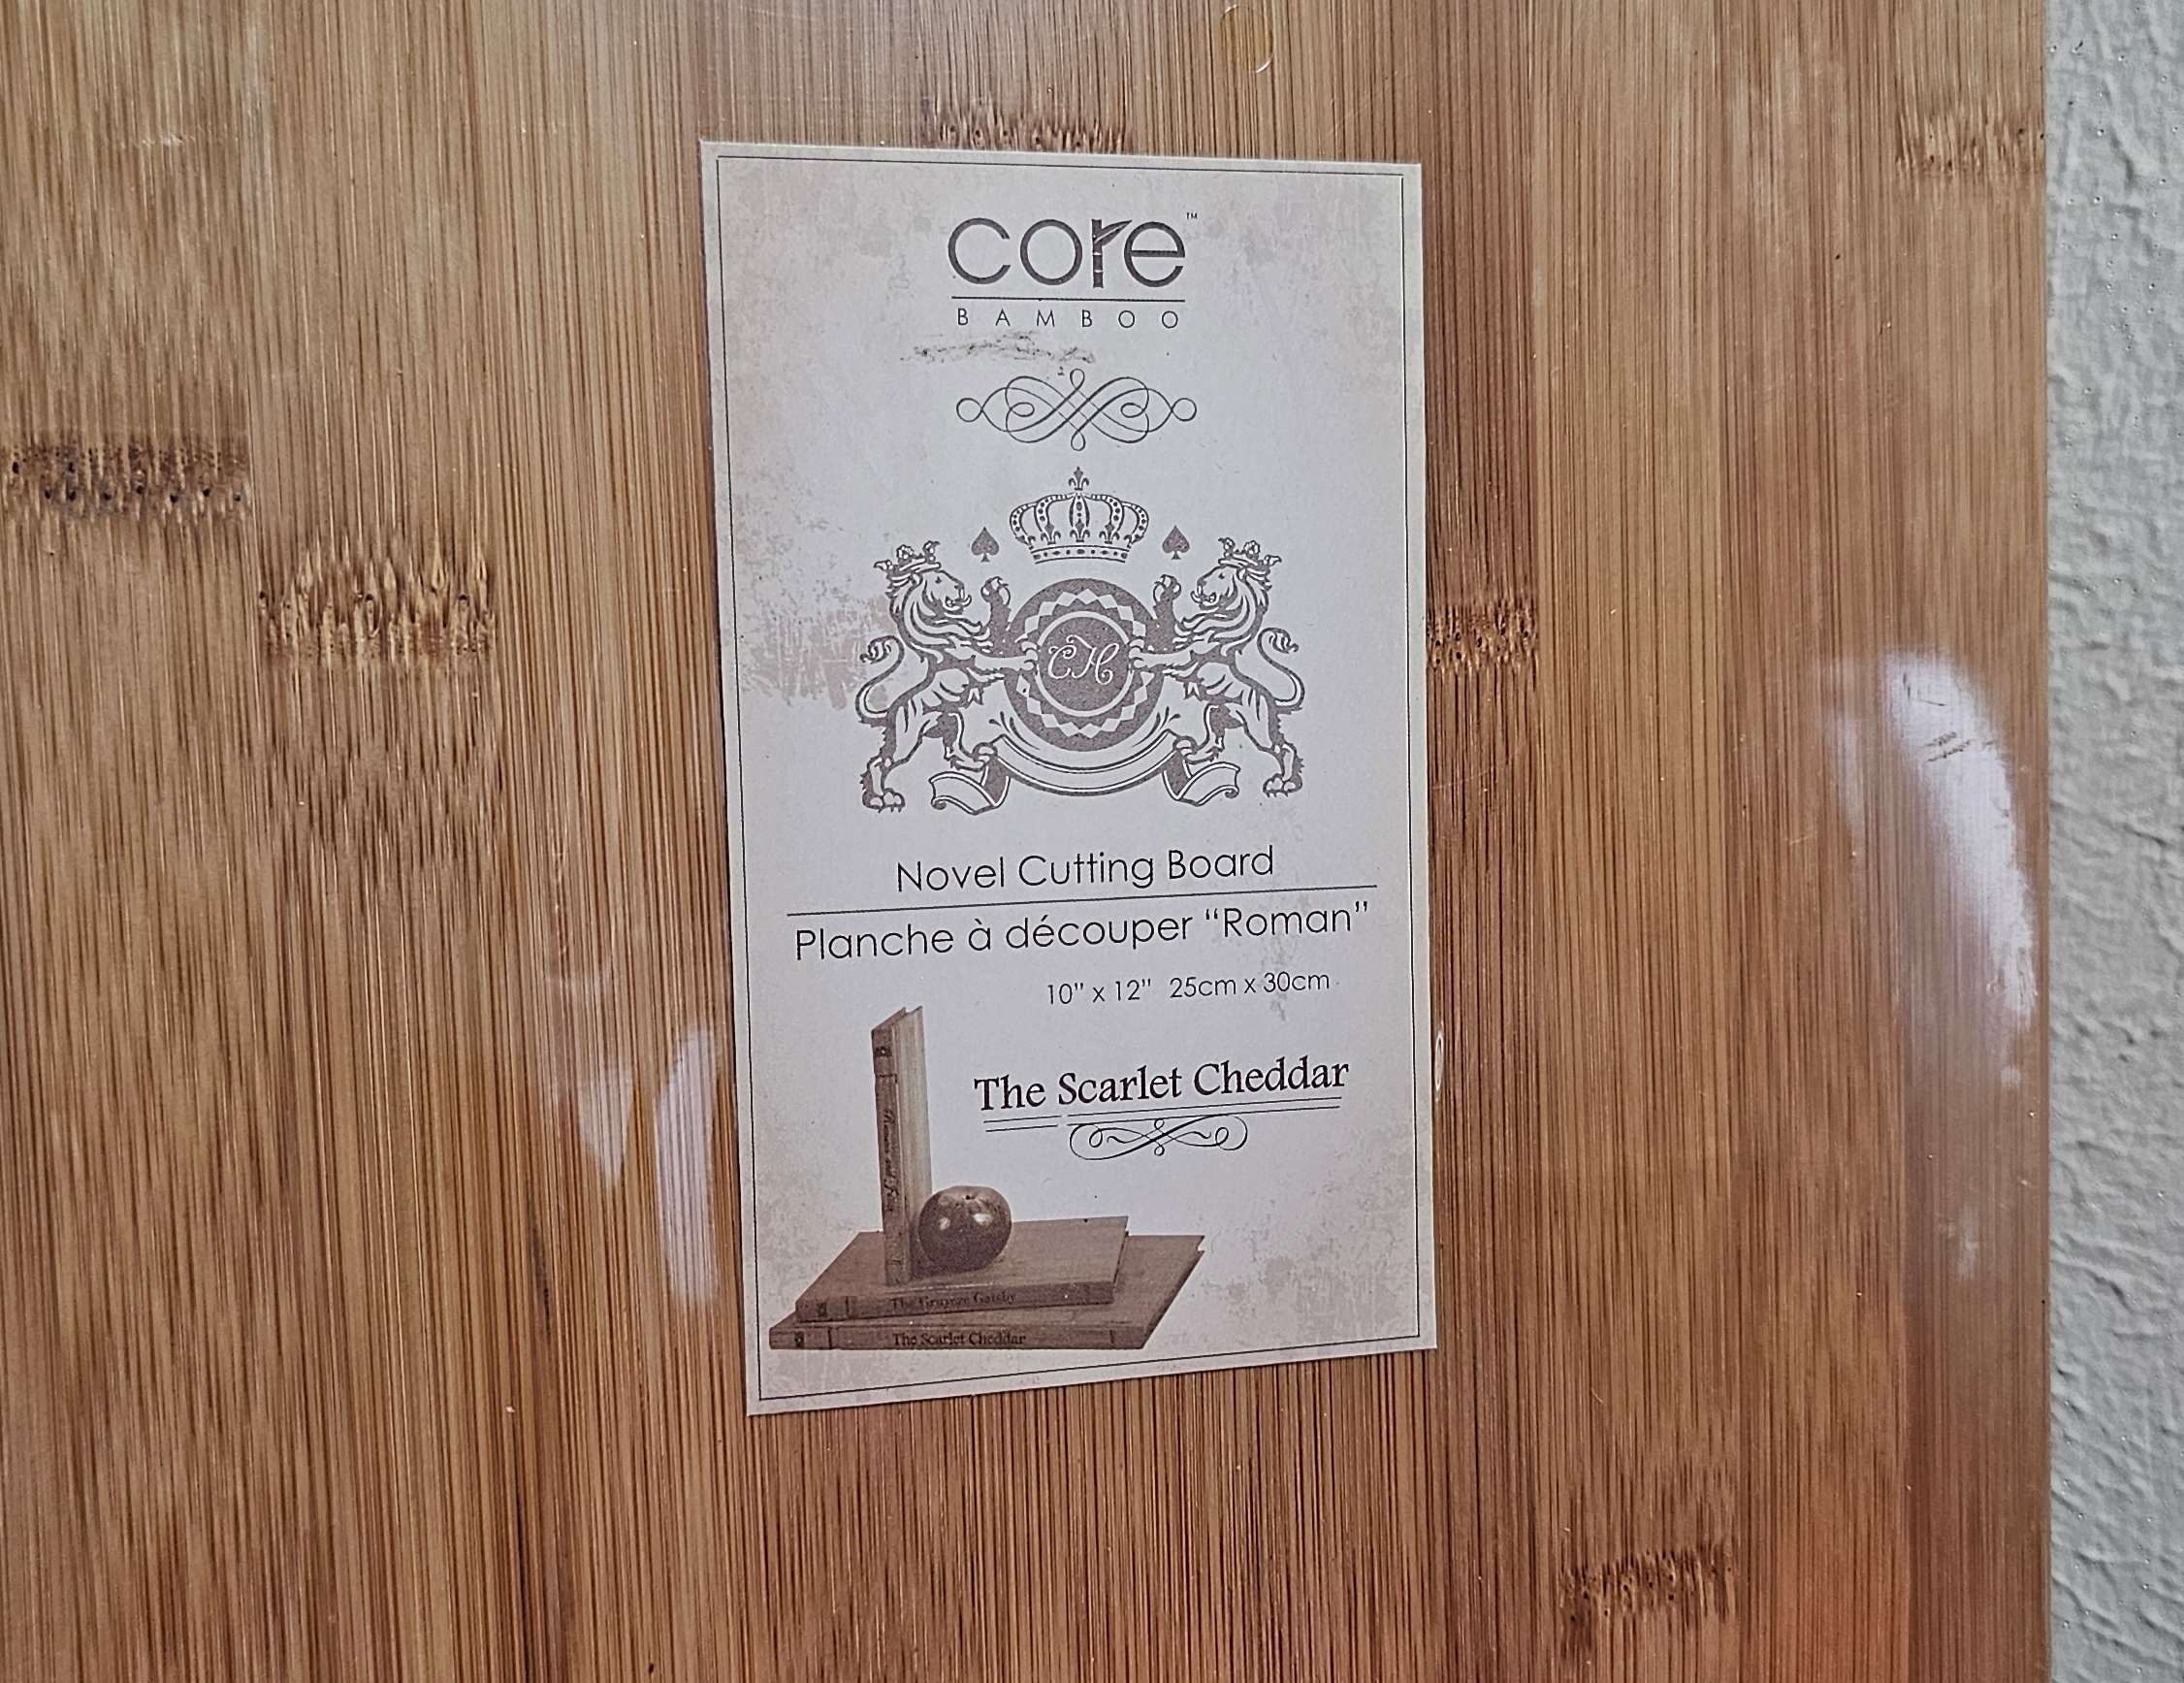 core™
BAMBOO
CH
Novel Cutting Board
Planche à découper “Roman”
10" x 12" 25cm x 30cm
The Scarlet Cheddar
The Gruyere Gatsby
The Scarlet Cheddar